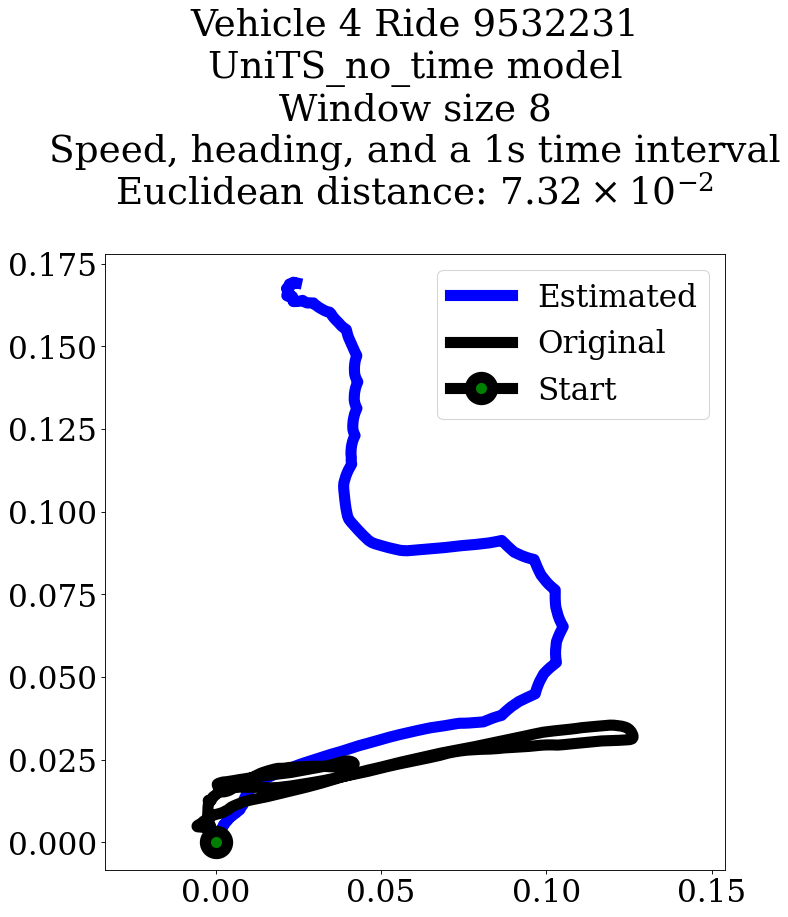 Vehicle 4 Ride 9532231
UniTS_no_time model
Window size 8
Speed, heading, and a 1s time interval
Euclidean distance: 7.32 × 10⁻²
0.175
0.150
0.125
0.100
0.075
0.050
0.025
0.000
Estimated
Original
Start
0.00 0.05 0.10 0.15